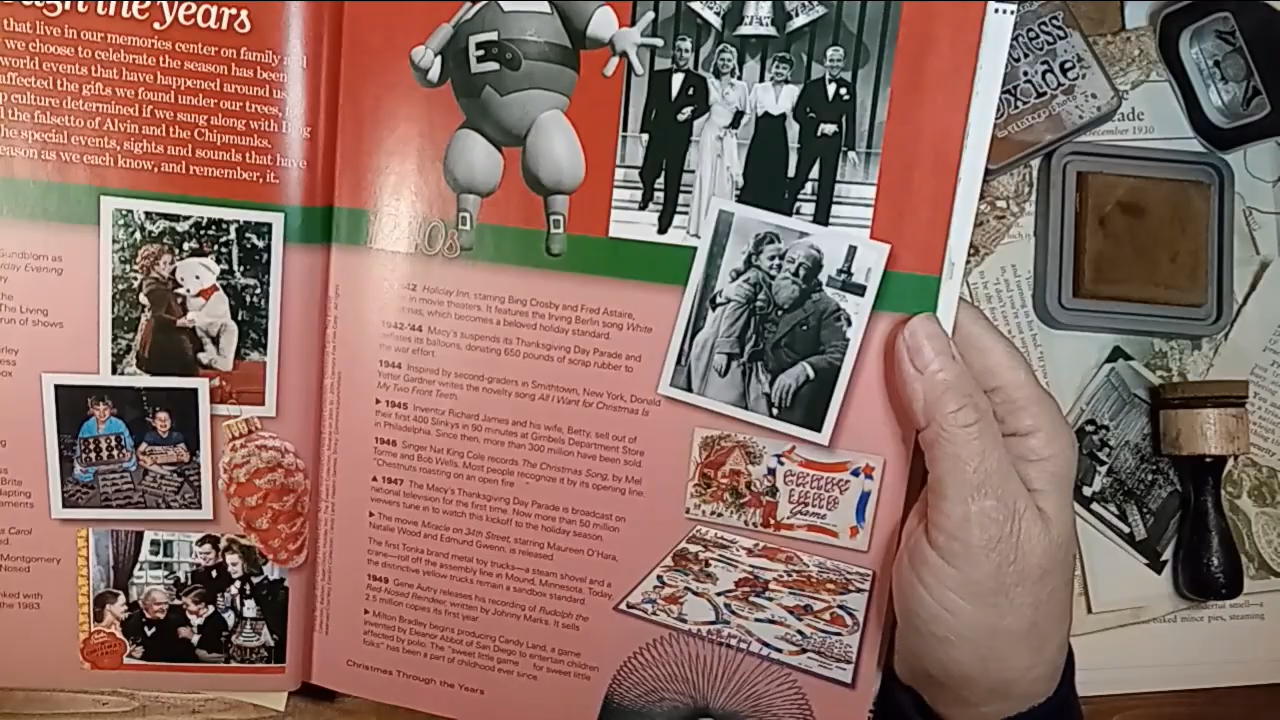 the years
that live in our memories center on family
we choose to celebrate the season has been
world events that have happened around us
affected the gifts we found under our trees,
culture determined if we sang along with
the falsetto of Alvin and the Chipmunks.
he special events, sights and sounds that have
eason as we each know, and remember, it.
Gundblom as
rday Evening
The Living
run of shows
E
NEW
1940s
Holiday Inn, starring Bing Crosby and Fred Astaire,
in movie theaters. It features the Irving Berlin song White
which becomes a beloved holiday standard.
1942-'44 Macy's suspends its Thanksgiving Day Parade and
deflates its balloons, donating 650 pounds of scrap rubber to
the war effort.
1944 Inspired by second-graders in Smithtown, New York, Donald
Yetter Gardner writes the novelty song All I Want for Christmas Is
My Two Front Teeth.
▶ 1945 Inventor Richard James and his wife, Betty, sell out of
their first 400 Slinkys in 90 minutes at Gimbels Department Store
in Philadelphia. Since then, more than 300 million have been sold.
1946 Singer Nat King Cole records The Christmas Song, by Mel
Torme and Bob Wells. Most people recognize it by its opening line:
"Chestnuts roasting on an open fire
▲ 1947 The Macy's Thanksgiving Day Parade is broadcast on
national television for the first time. Now more than 50 million
viewers tune in to watch this kickoff to the holiday season.
▶ The movie Miracle on 34th Street, starring Maureen O'Hara,
Natalie Wood and Edmund Gwenn, is released.
The first Tonka brand metal toy trucks—a steam shovel and a
crane—roll off the assembly line in Mound, Minnesota. Today,
the distinctive yellow trucks remain a sandbox standard.
1949 Gene Autry releases his recording of Rudolph the
Red-Nosed Reindeer, written by Johnny Marks. It sells
2.5 million copies its first year.
▶ Milton Bradley begins producing Candy Land, a game
invented by Eleanor Abbot of San Diego to entertain children
affected by polio. The "sweet little game for sweet little
folks" has been a part of childhood ever since.
Christmas Through the Years
s Carol
Montgomery
Nosed
nked with
the 1983
CANDY
LAND
Game
CHRISTMAS
CAROL
tress
oxide
vintage photo
ade
December 1930
baked mince pies, steaming